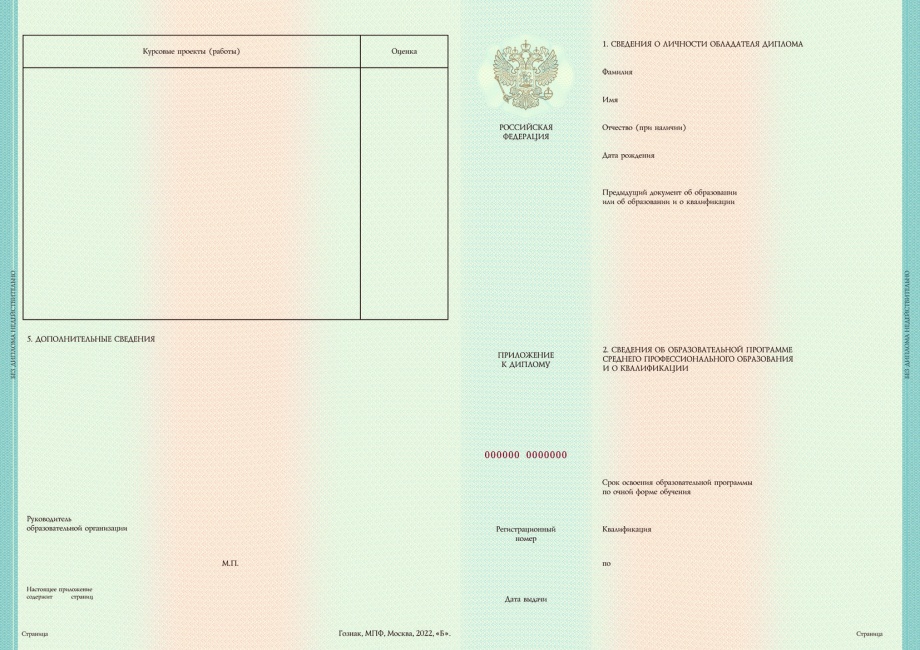 Курсовые проекты (работы)
Оценка
5. ДОПОЛНИТЕЛЬНЫЕ СВЕДЕНИЯ
Руководитель
образовательной организации
М.П.
Настоящее приложение
содержит страниц
Страница
Гознак, МПФ, Москва, 2022, «Б».
БЕЗ ДИПЛОМА НЕДЕЙСТВИТЕЛЬНО
РОССИЙСКАЯ
ФЕДЕРАЦИЯ
ПРИЛОЖЕНИЕ
К ДИПЛОМУ
000000 0000000
Регистрационный
номер
Дата выдачи
1. СВЕДЕНИЯ О ЛИЧНОСТИ ОБЛАДАТЕЛЯ ДИПЛОМА
Фамилия
Имя
Отчество (при наличии)
Дата рождения
Предыдущий документ об образовании
или об образовании и о квалификации
2. СВЕДЕНИЯ ОБ ОБРАЗОВАТЕЛЬНОЙ ПРОГРАММЕ
СРЕДНЕГО ПРОФЕССИОНАЛЬНОГО ОБРАЗОВАНИЯ
И О КВАЛИФИКАЦИИ
Срок освоения образовательной программы
по очной форме обучения
Квалификация
по
Страница
БЕЗ ДИПЛОМА НЕДЕЙСТВИТЕЛЬНО